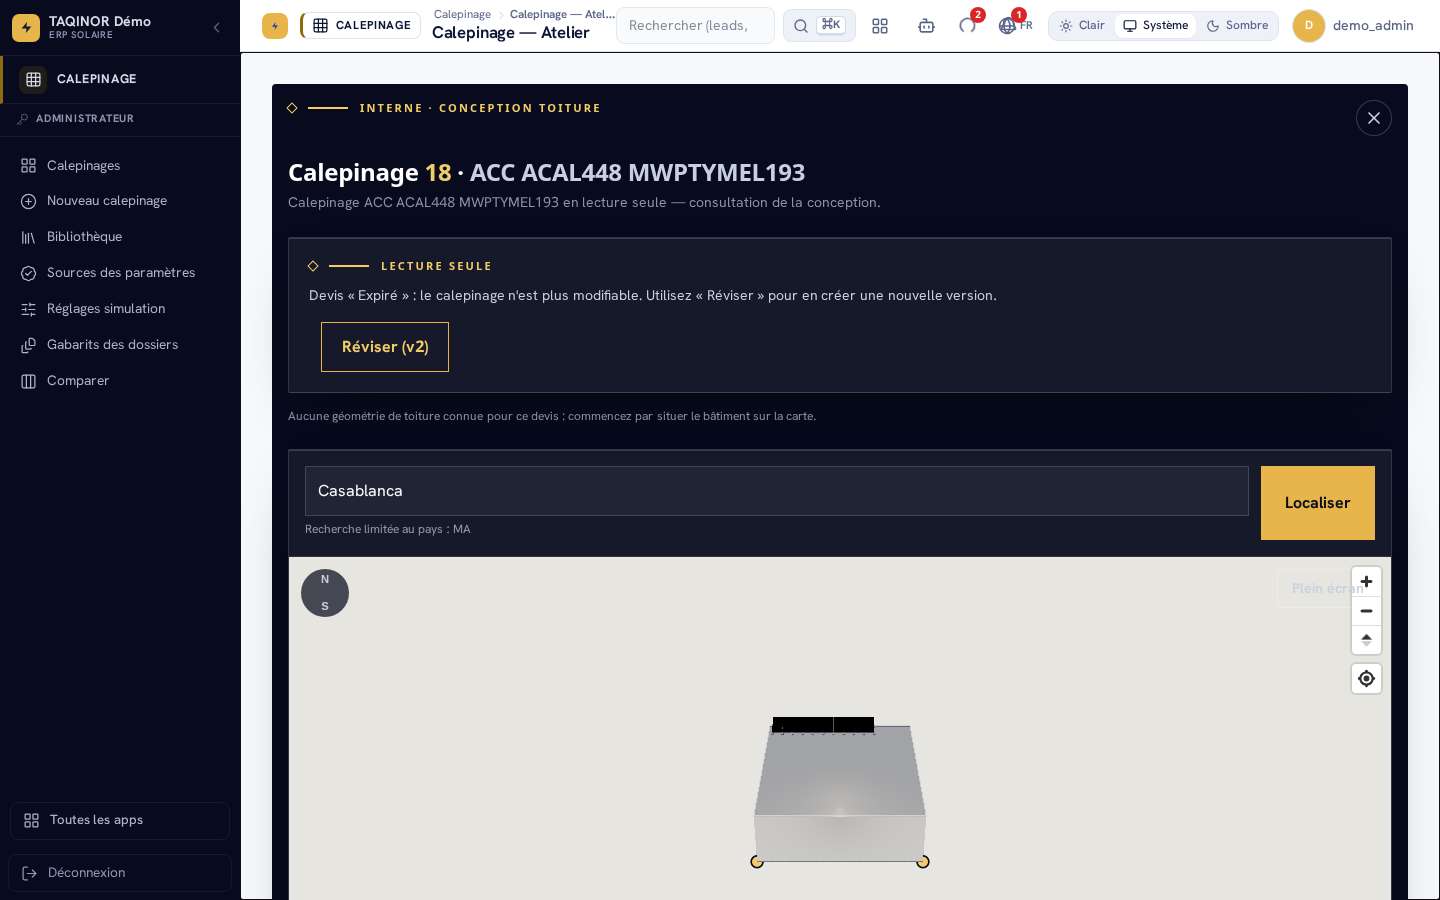 TAQINOR Démo
ERP SOLAIRE
CALEPINAGE
ADMINISTRATEUR
Calepinages
Nouveau calepinage
Bibliothèque
Sources des paramètres
Réglages simulation
Gabarits des dossiers
Comparer
Toutes les apps
Déconnexion
CALEPINAGE
Calepinage
Calepinage — Atel...
Calepinage — Atelier
Rechercher (leads,
⌘K
2
1
FR
Clair
Système
Sombre
D
demo_admin
INTERNE · CONCEPTION TOITURE
Calepinage 18 · ACC ACAL448 MWPTYMEL193
Calepinage ACC ACAL448 MWPTYMEL193 en lecture seule — consultation de la conception.
LECTURE SEULE
Devis « Expiré » : le calepinage n'est plus modifiable. Utilisez « Réviser » pour en créer une nouvelle version.
Réviser (v2)
Aucune géométrie de toiture connue pour ce devis ; commencez par situer le bâtiment sur la carte.
Casablanca
Localiser
Recherche limitée au pays : MA
N
S
Plein écran